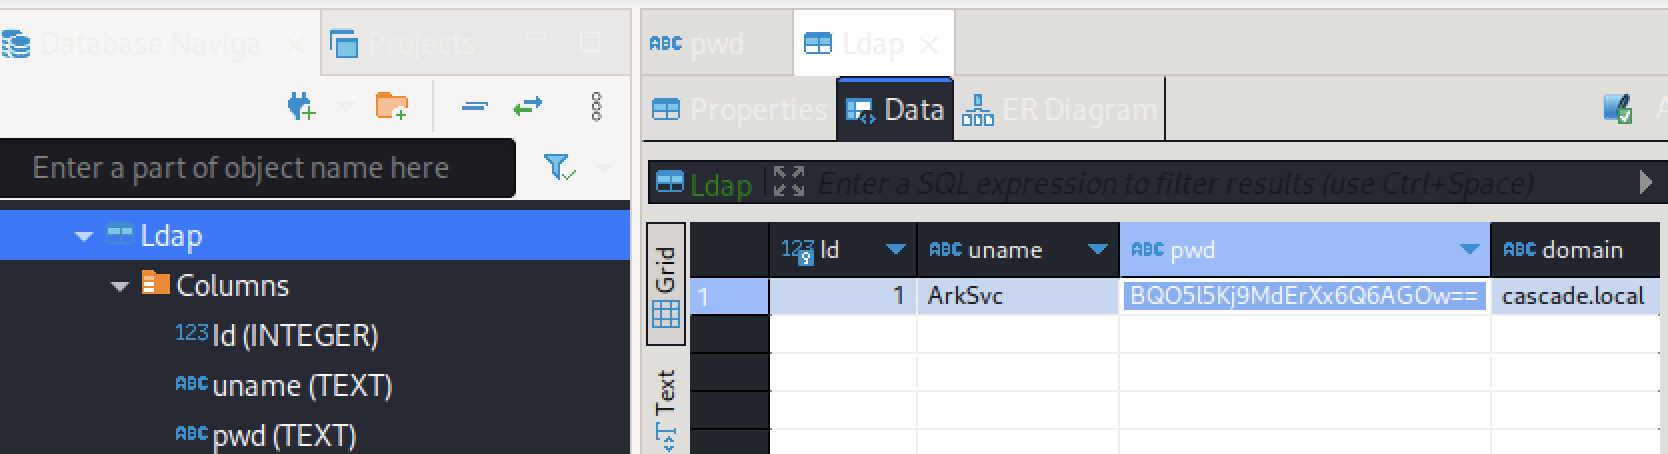 Database Naviga
Projects
Enter a part of object name here
Ldap
Columns
123 Id (INTEGER)
ABC uname (TEXT)
ABC pwd (TEXT)
ABC pwd
Ldap
Properties
Data
ER Diagram
A
Ldap
Enter a SQL expression to filter results (use Ctrl+Space)
Grid
Text
123 Id
ABC uname
ABC pwd
ABC domain
1
1
ArkSvc
BQO5l5Kj9MdErXx6Q6AGOw==
cascade.local